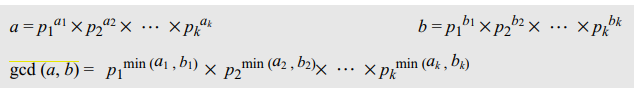 a = p₁^a1 × p₂^a2 × ⋯ × pₖ^ak b = p₁^b1 × p₂^b2 × ⋯ × pₖ^bk
gcd (a, b) = p₁^min (a1 , b1) × p₂^min (a2 , b2) × ⋯ × pₖ^min (ak , bk)